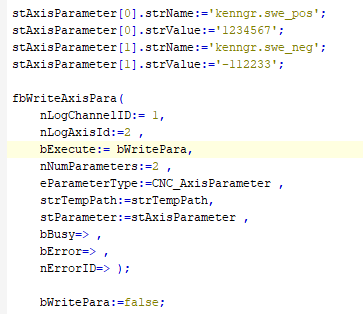 stAxisParameter[0].strName:='kenngr.swe_pos';
stAxisParameter[0].strValue:='1234567';
stAxisParameter[1].strName:='kenngr.swe_neg';
stAxisParameter[1].strValue:='-112233';
fbWriteAxisPara(
nLogChannelID:= 1,
nLogAxisId:=2 ,
bExecute:= bWritePara,
nNumParameters:=2 ,
eParameterType:=CNC_AxisParameter ,
strTempPath:=strTempPath,
stParameter:=stAxisParameter ,
bBusy=> ,
bError=> ,
nErrorID=> );
bWritePara:=false;